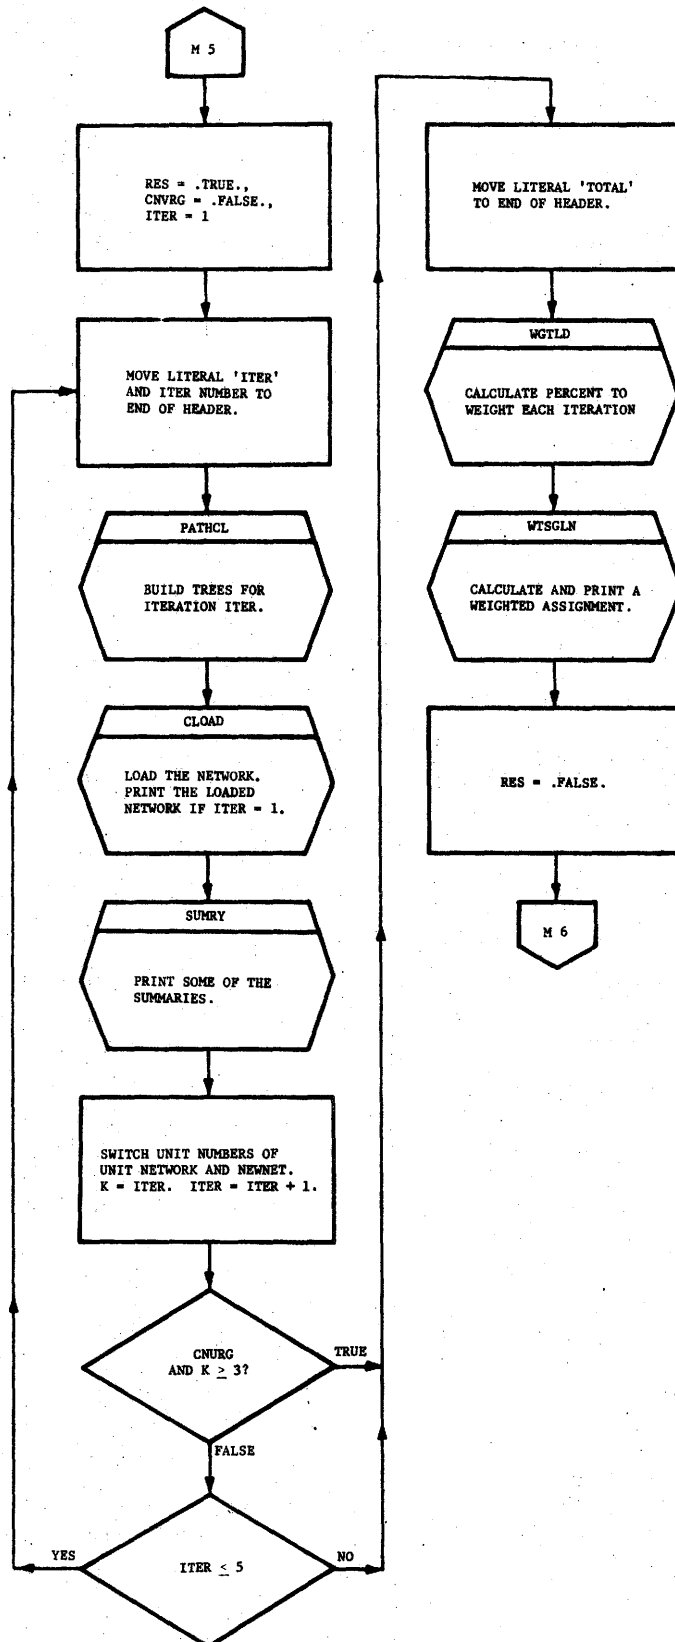 M 5
RES = .TRUE.,
CNVRG = .FALSE.,
ITER = 1
MOVE LITERAL 'ITER'
AND ITER NUMBER TO
END OF HEADER.
PATHCL
BUILD TREES FOR
ITERATION ITER.
CLOAD
LOAD THE NETWORK.
PRINT THE LOADED
NETWORK IF ITER = 1.
SUMRY
PRINT SOME OF THE
SUMMARIES.
SWITCH UNIT NUMBERS OF
UNIT NETWORK AND NEWNET.
K = ITER. ITER = ITER + 1.
CNURG
AND K ≥ 3?
TRUE
FALSE
YES
ITER ≤ 5
NO
MOVE LITERAL 'TOTAL'
TO END OF HEADER.
WGTLD
CALCULATE PERCENT TO
WEIGHT EACH ITERATION
WTSGLN
CALCULATE AND PRINT A
WEIGHTED ASSIGNMENT.
RES = .FALSE.
M 6